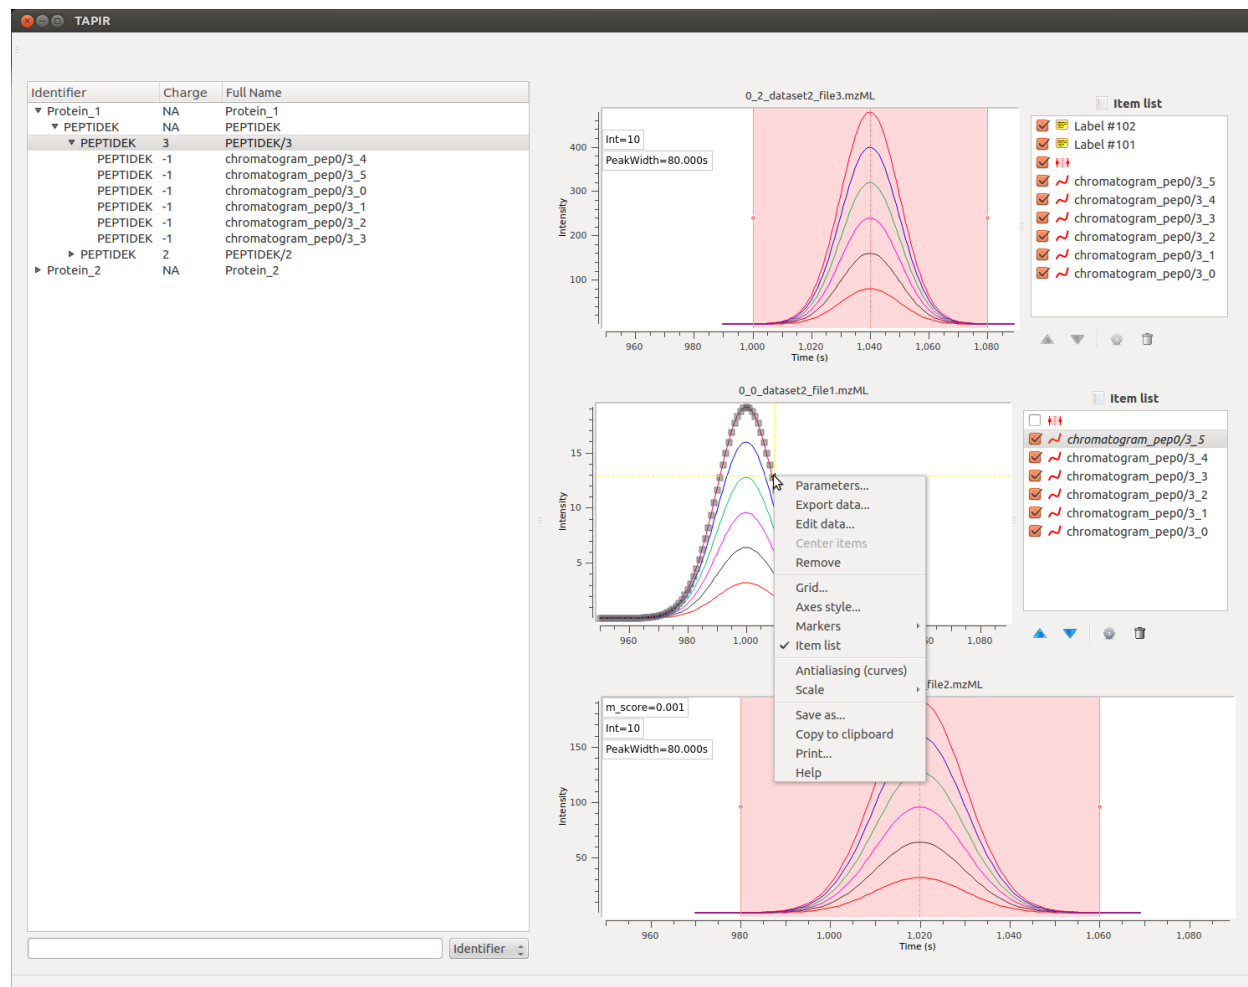 TAPIR
Identifier Charge Full Name
Protein_1 NA Protein_1
PEPTIDEK NA PEPTIDEK
PEPTIDEK 3 PEPTIDEK/3
PEPTIDEK -1 chromatogram_pep0/3_4
PEPTIDEK -1 chromatogram_pep0/3_5
PEPTIDEK -1 chromatogram_pep0/3_0
PEPTIDEK -1 chromatogram_pep0/3_1
PEPTIDEK -1 chromatogram_pep0/3_2
PEPTIDEK -1 chromatogram_pep0/3_3
PEPTIDEK 2 PEPTIDEK/2
Protein_2 NA Protein_2
Identifier
0_2_dataset2_file3.mzML
Int=10
PeakWidth=80.000s
400
300
200
100
Intensity
960 980 1,000 1,020 1,040 1,060 1,080
Time (s)
Item list
Label #102
Label #101
chromatogram_pep0/3_5
chromatogram_pep0/3_4
chromatogram_pep0/3_3
chromatogram_pep0/3_2
chromatogram_pep0/3_1
chromatogram_pep0/3_0
0_0_dataset2_file1.mzML
15
10
5
Intensity
960 980 1,000 0 1,080
Item list
chromatogram_pep0/3_5
chromatogram_pep0/3_4
chromatogram_pep0/3_3
chromatogram_pep0/3_2
chromatogram_pep0/3_1
chromatogram_pep0/3_0
Parameters...
Export data...
Edit data...
Center items
Remove
Grid...
Axes style...
Markers
Item list
Antialiasing (curves)
Scale
Save as...
Copy to clipboard
Print...
Help
file2.mzML
m_score=0.001
Int=10
PeakWidth=80.000s
150
100
50
Intensity
960 980 1,000 1,020 1,040 1,060 1,080
Time (s)